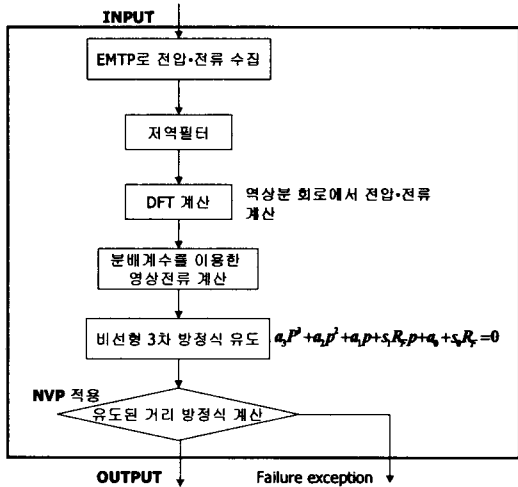 INPUT
EMTP로 전압•전류 수집
저역필터
DFT 계산
역상분 회로에서 전압•전류
계산
분배계수를 이용한
영상전류 계산
비선형 3차 방정식 유도
a₃P³+a₂p²+a₁p+s₁R_F p+a₀+s₀R_F=0
NVP 적용
유도된 거리 방정식 계산
OUTPUT
Failure exception